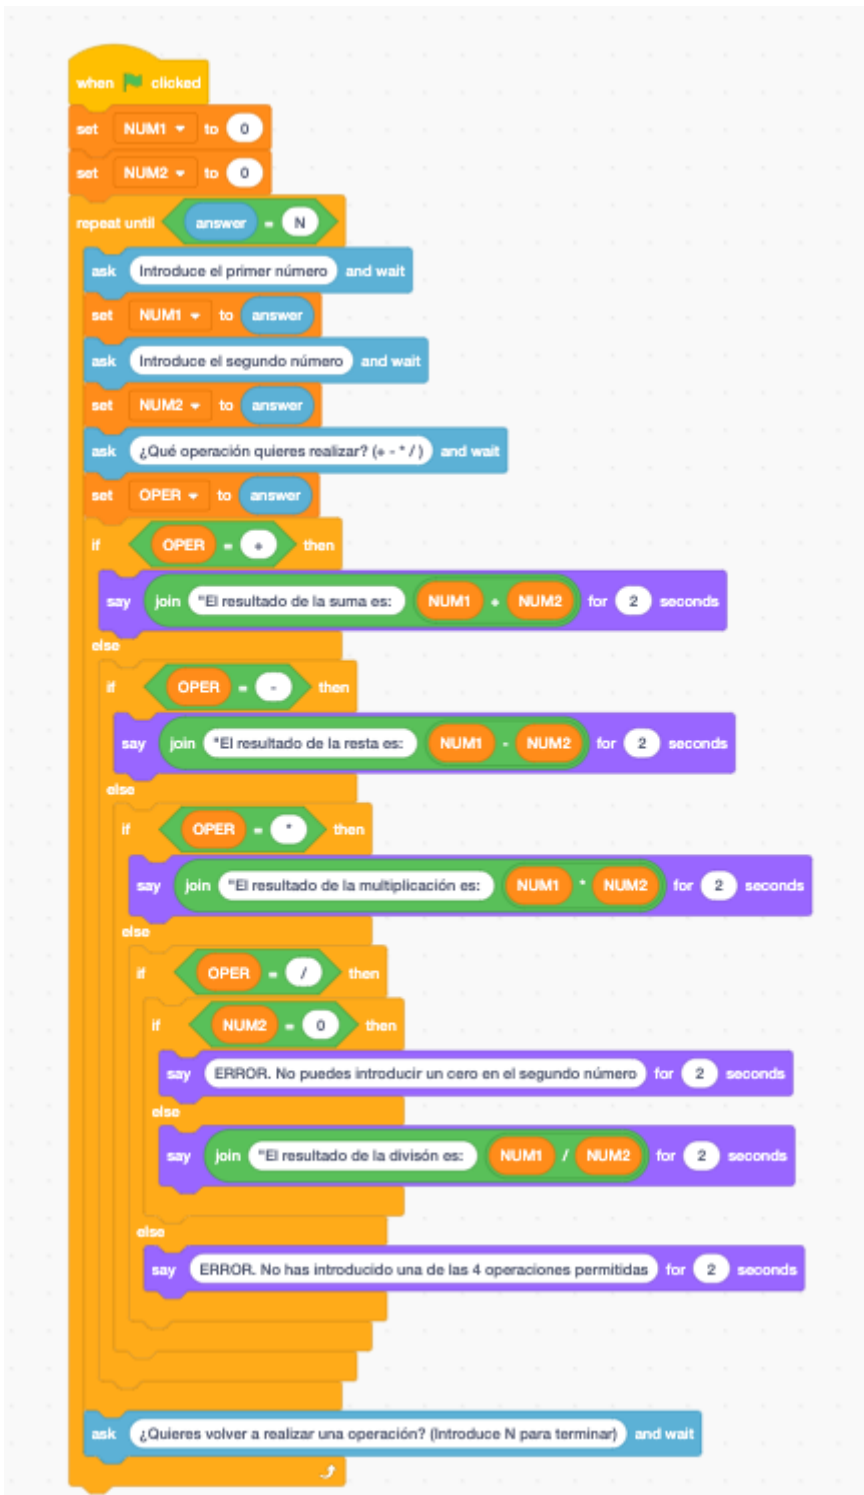 when clicked
set NUM1 to 0
set NUM2 to 0
repeat until answer = N
ask Introduce el primer número and wait
set NUM1 to answer
ask Introduce el segundo número and wait
set NUM2 to answer
ask ¿Qué operación quieres realizar? (+ - * / ) and wait
set OPER to answer
if OPER = + then
say join "El resultado de la suma es: NUM1 + NUM2 for 2 seconds
else
if OPER = - then
say join "El resultado de la resta es: NUM1 - NUM2 for 2 seconds
else
if OPER = * then
say join "El resultado de la multiplicación es: NUM1 * NUM2 for 2 seconds
else
if OPER = / then
if NUM2 = 0 then
say ERROR. No puedes introducir un cero en el segundo número for 2 seconds
else
say join "El resultado de la divisón es: NUM1 / NUM2 for 2 seconds
else
say ERROR. No has introducido una de las 4 operaciones permitidas for 2 seconds
ask ¿Quieres volver a realizar una operación? (Introduce N para terminar) and wait